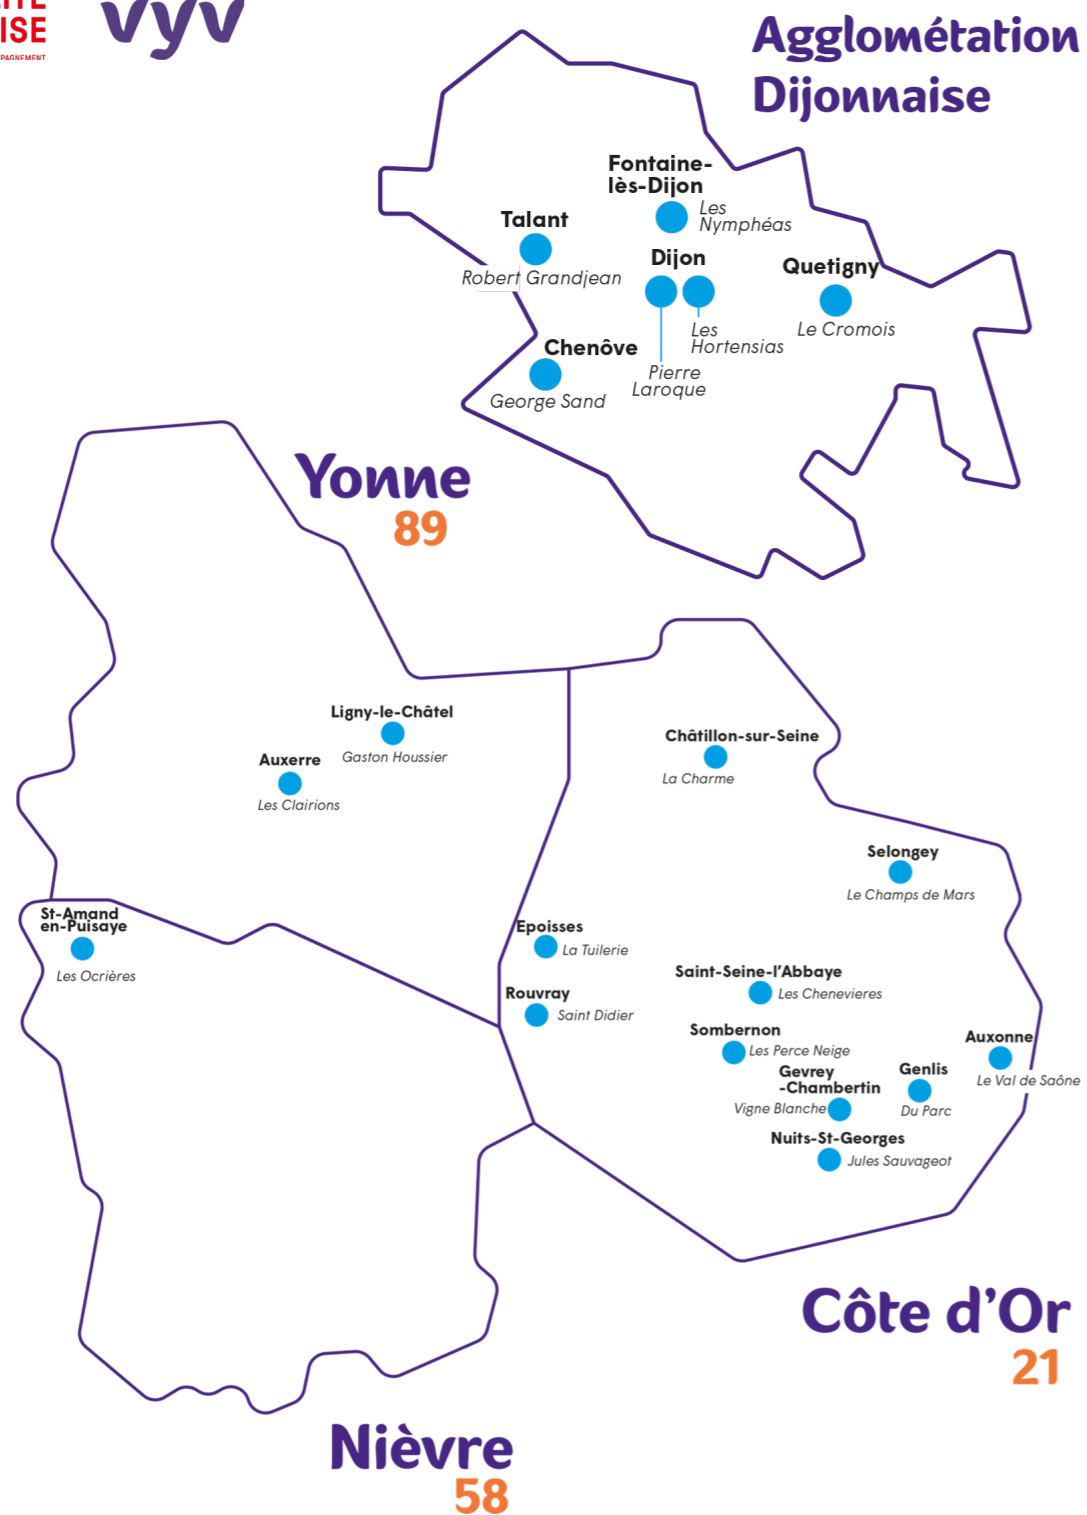 ISE
PAGNEMENT
vyv
Agglométation
Dijonnaise
Fontaine-
lès-Dijon
Les
Nymphéas
Talant
Robert Grandjean
Dijon
Les
Hortensias
Pierre
Laroque
Quetigny
Le Cromois
Chenôve
George Sand
Yonne
89
Ligny-le-Châtel
Gaston Houssier
Auxerre
Les Clairions
Châtillon-sur-Seine
La Charme
Selongey
Le Champs de Mars
St-Amand
en-Puisaye
Les Ocrières
Epoisses
La Tuilerie
Rouvray
Saint Didier
Saint-Seine-l'Abbaye
Les Chenevieres
Sombernon
Les Perce Neige
Gevrey
-Chambertin
Vigne Blanche
Genlis
Du Parc
Auxonne
Le Val de Saône
Nuits-St-Georges
Jules Sauvageot
Côte d'Or
21
Nièvre
58